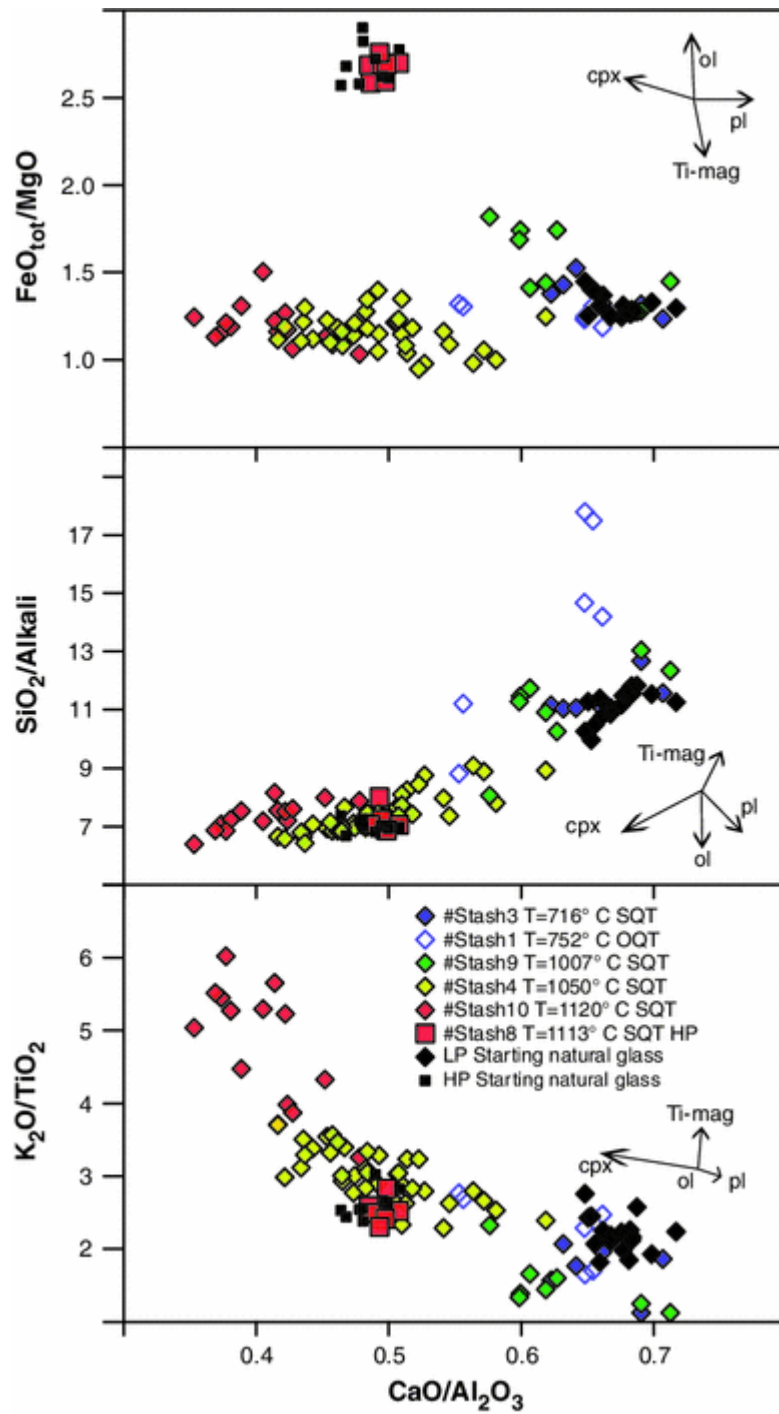 2.5
2.0
1.5
1.0
FeOtot/MgO
ol
cpx
pl
Ti-mag
17
15
13
11
9
7
SiO2/Alkali
Ti-mag
cpx
pl
ol
6
5
4
3
2
K2O/TiO2
#Stash3 T=716° C SQT
#Stash1 T=752° C OQT
#Stash9 T=1007° C SQT
#Stash4 T=1050° C SQT
#Stash10 T=1120° C SQT
#Stash8 T=1113° C SQT HP
LP Starting natural glass
HP Starting natural glass
Ti-mag
cpx
ol
pl
0.4 0.5 0.6 0.7
CaO/Al2O3